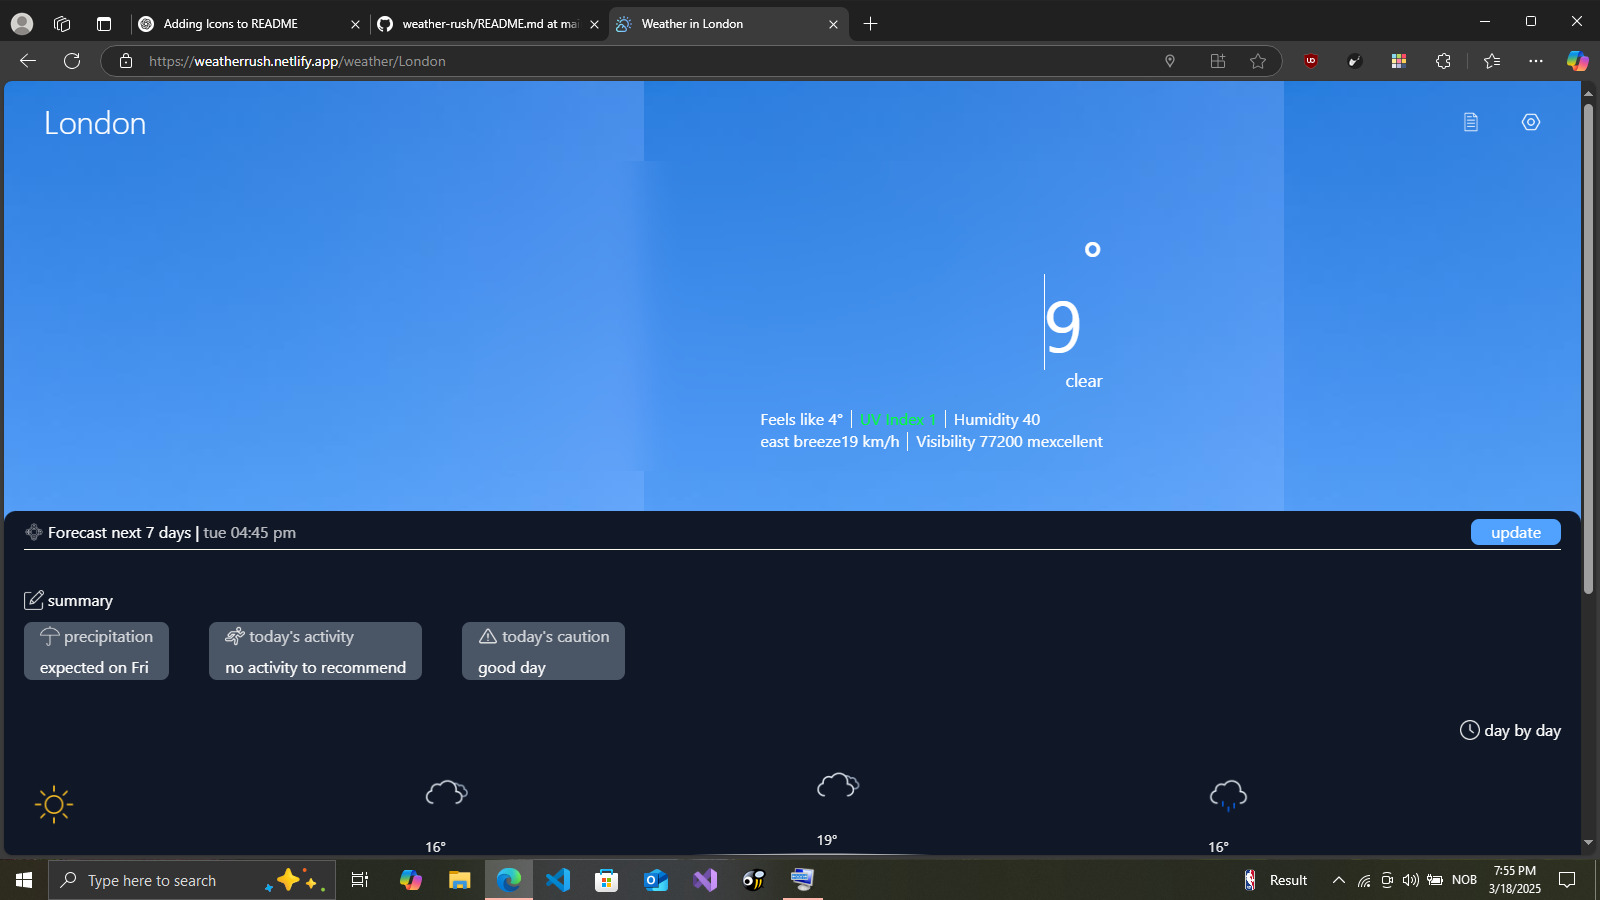 Adding Icons to README
weather-rush/README.md at mai
Weather in London
https://weatherrush.netlify.app/weather/London
London
°
9
clear
Feels like 4° | UV Index 1 | Humidity 40
east breeze19 km/h | Visibility 77200 mexcellent
Forecast next 7 days | tue 04:45 pm
update
summary
precipitation
expected on Fri
today's activity
no activity to recommend
today's caution
good day
day by day
16°
19°
16°
Type here to search
Result
NOB
7:55 PM
3/18/2025